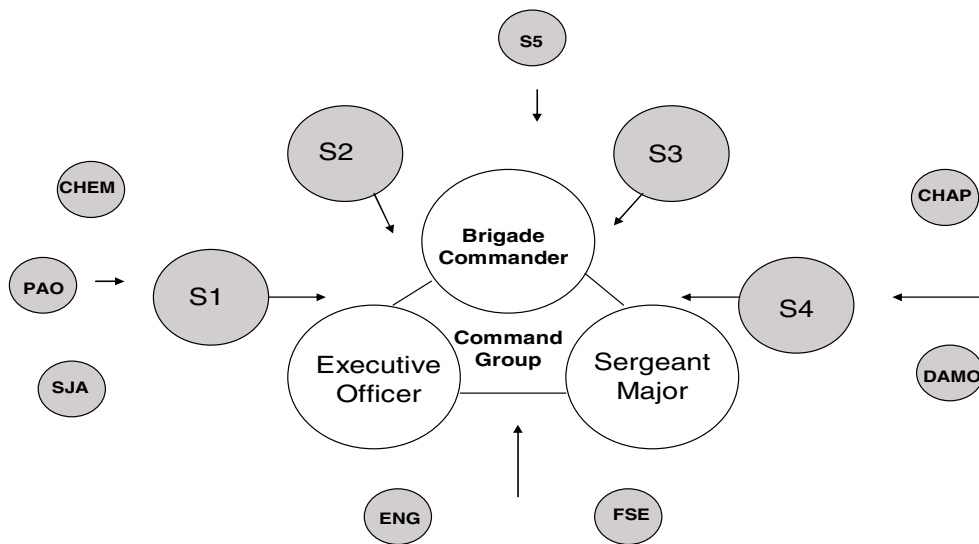 S5
S2
S3
CHEM
CHAP
Brigade
Commander
PAO
S1
S4
Command
Group
Executive
Officer
Sergeant
Major
SJA
DAMO
ENG
FSE